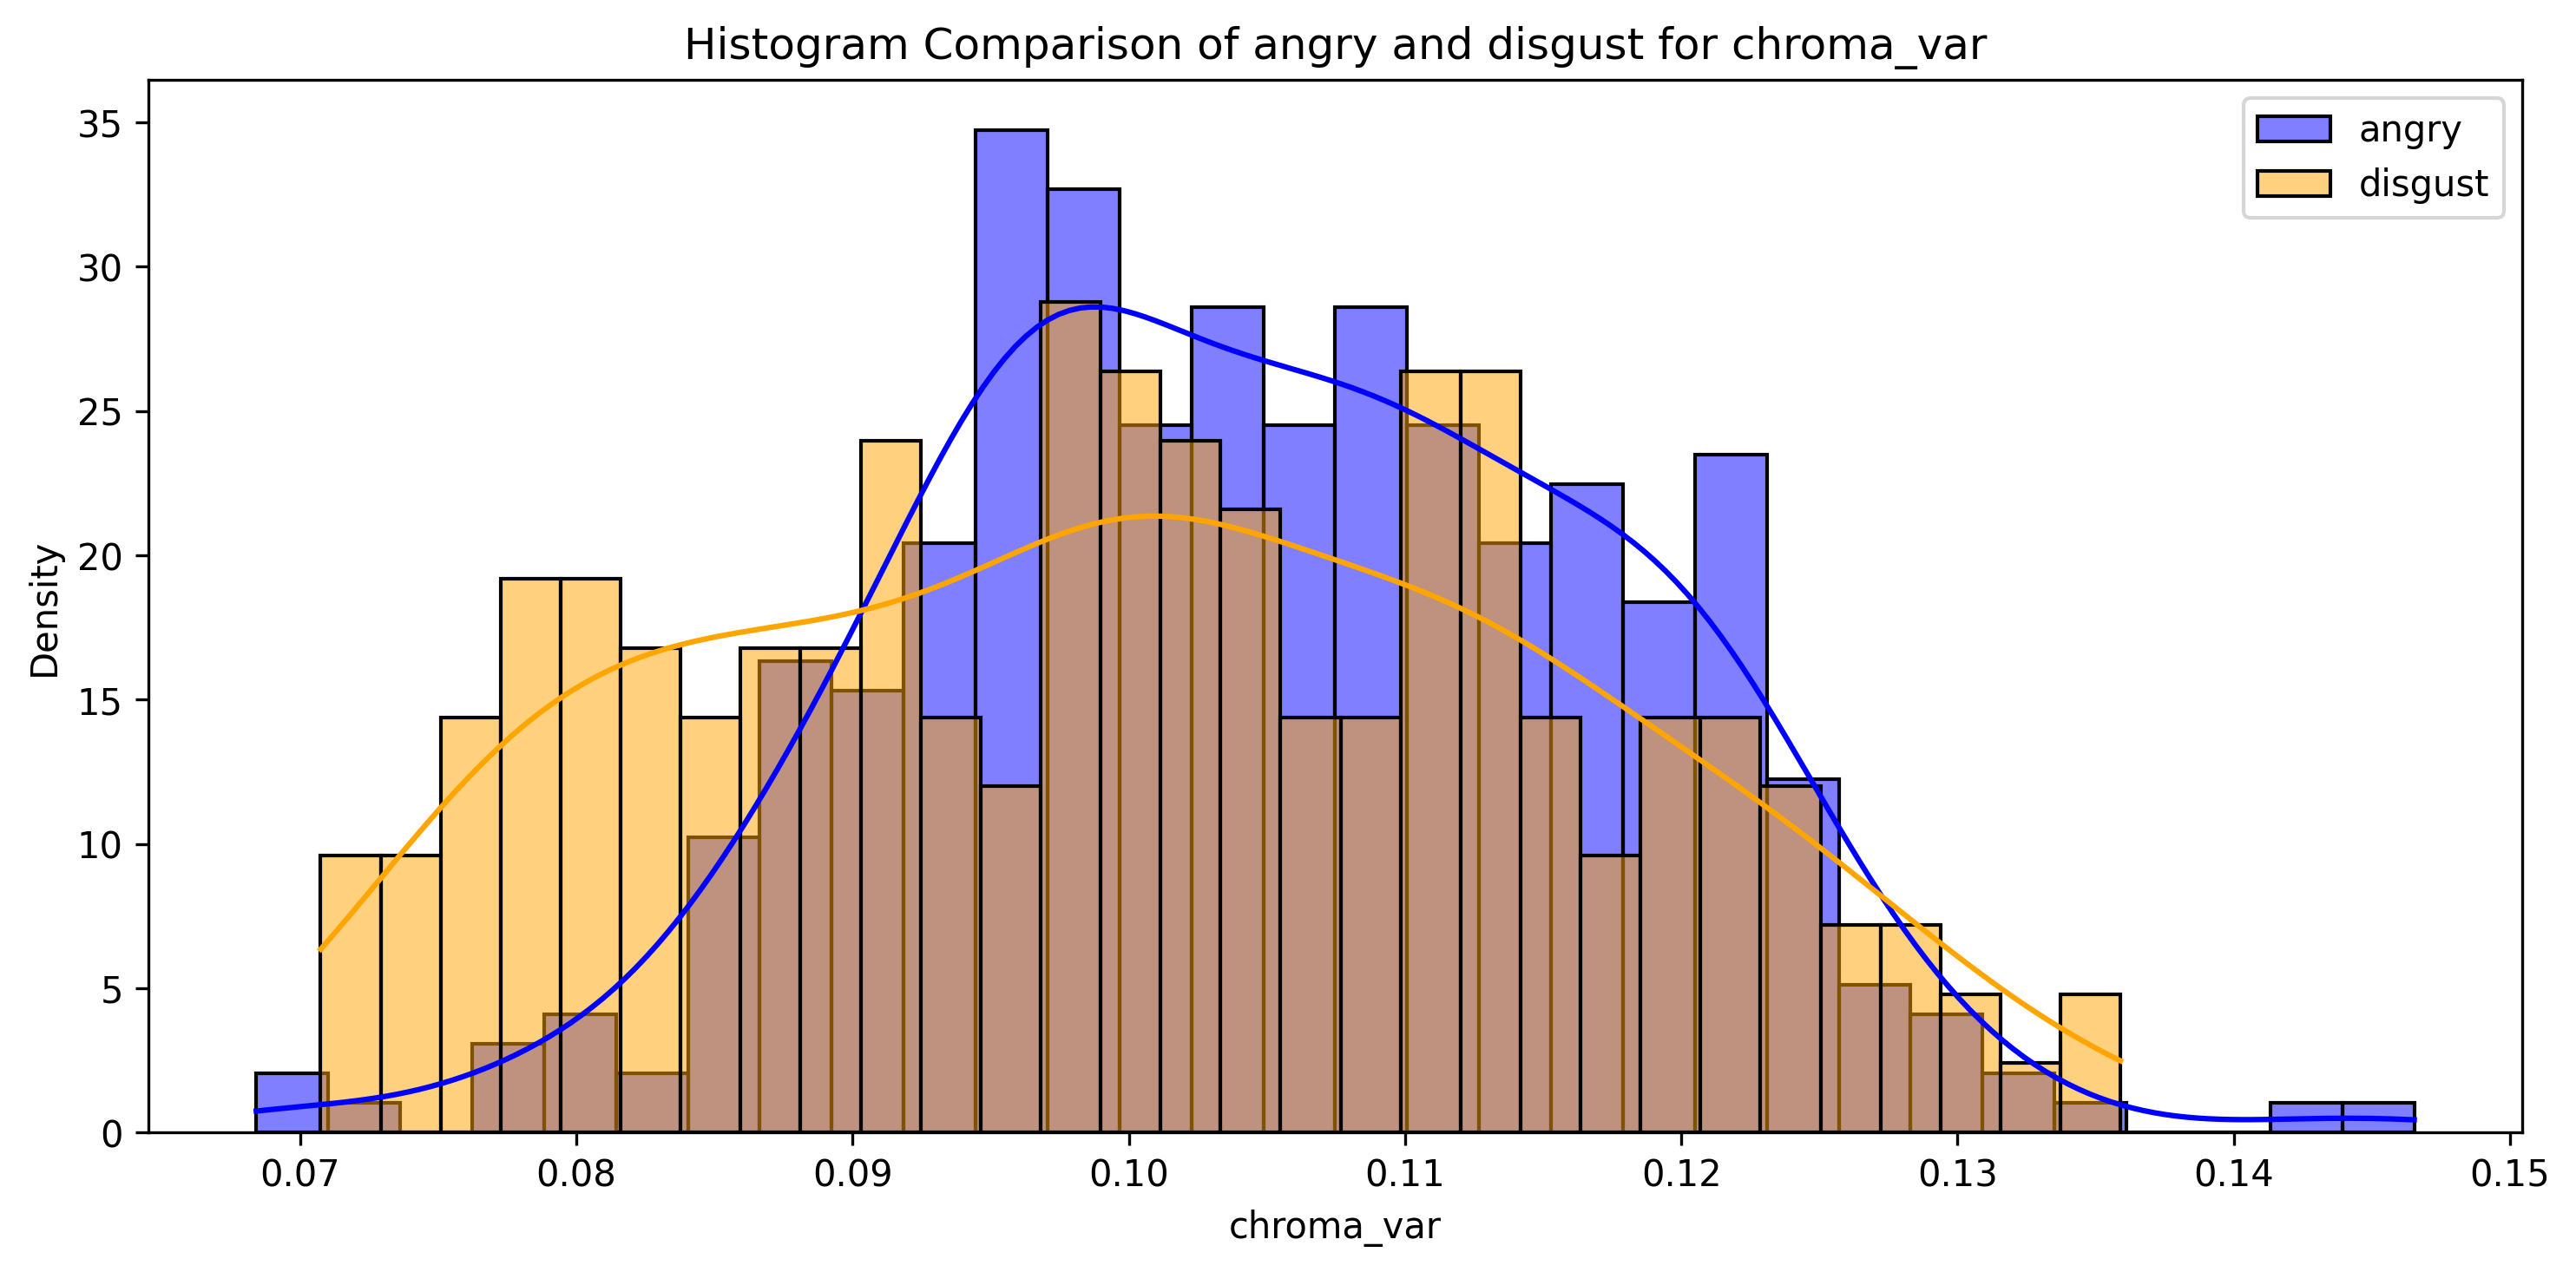 Histogram Comparison of angry and disgust for chroma_var
angry
disgust
Density
35
30
25
20
15
10
5
0
0.07 0.08 0.09 0.10 0.11 0.12 0.13 0.14 0.15
chroma_var